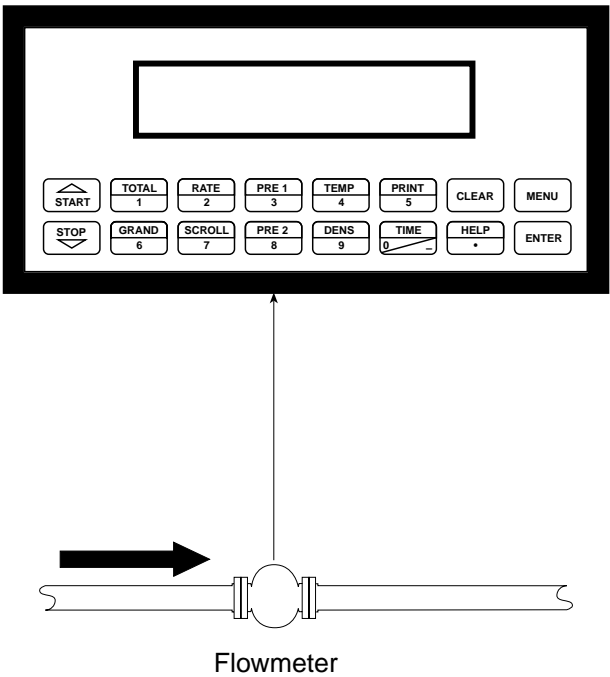 START
TOTAL 1
RATE 2
PRE 1 3
TEMP 4
PRINT 5
CLEAR
MENU
STOP
GRAND 6
SCROLL 7
PRE 2 8
DENS 9
TIME 0 –
HELP •
ENTER
Flowmeter